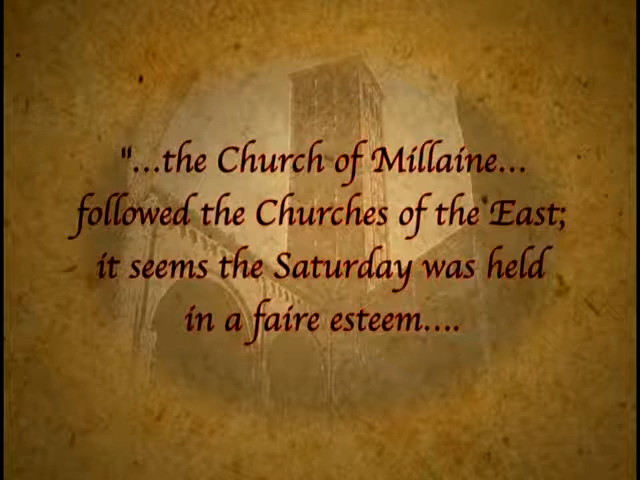 "...the Church of Millaine...
followed the Churches of the East;
it seems the Saturday was held
in a faire esteem....